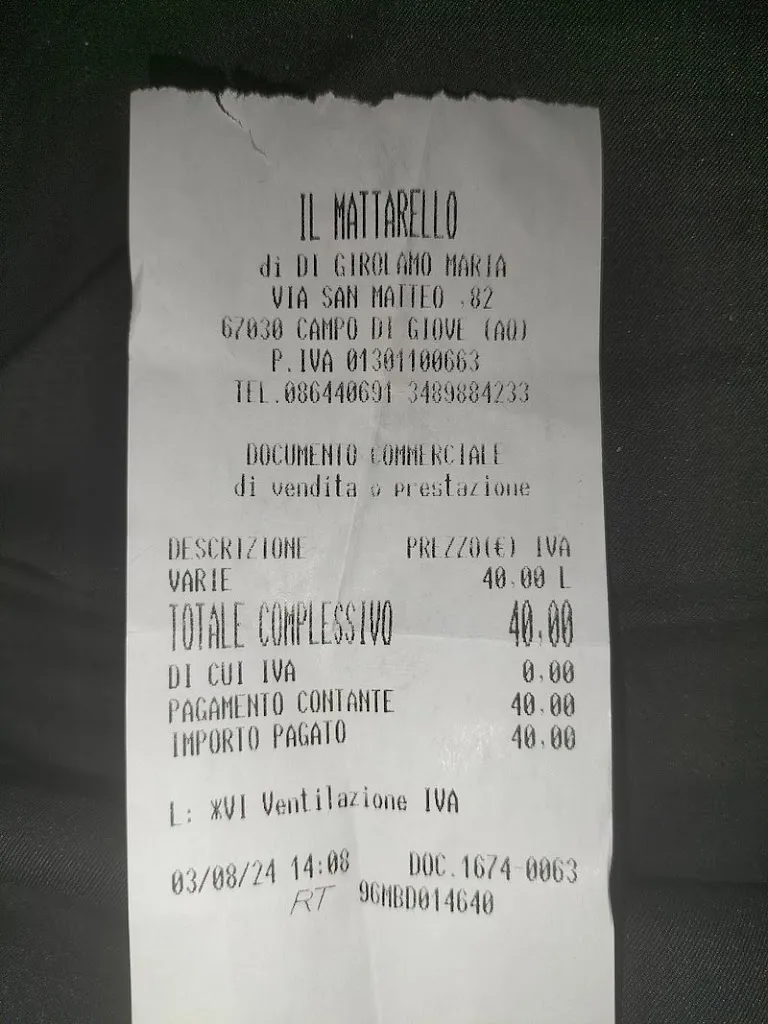 IL MATTARELLO
di DI GIROLAMO MARIA
VIA SAN MATTEO ,82
67030 CAMPO DI GIOVE (AQ)
P.IVA 01301100663
TEL.086440691 3489884233
DOCUMENTO COMMERCIALE
di vendita o prestazione
DESCRIZIONE PREZZO(€) IVA
VARIE 40,00 L
TOTALE COMPLESSIVO 40,00
DI CUI IVA 0,00
PAGAMENTO CONTANTE 40,00
IMPORTO PAGATO 40,00
L: *VI Ventilazione IVA
03/08/24 14:08 DOC.1674-0063
RT 96MBD014640